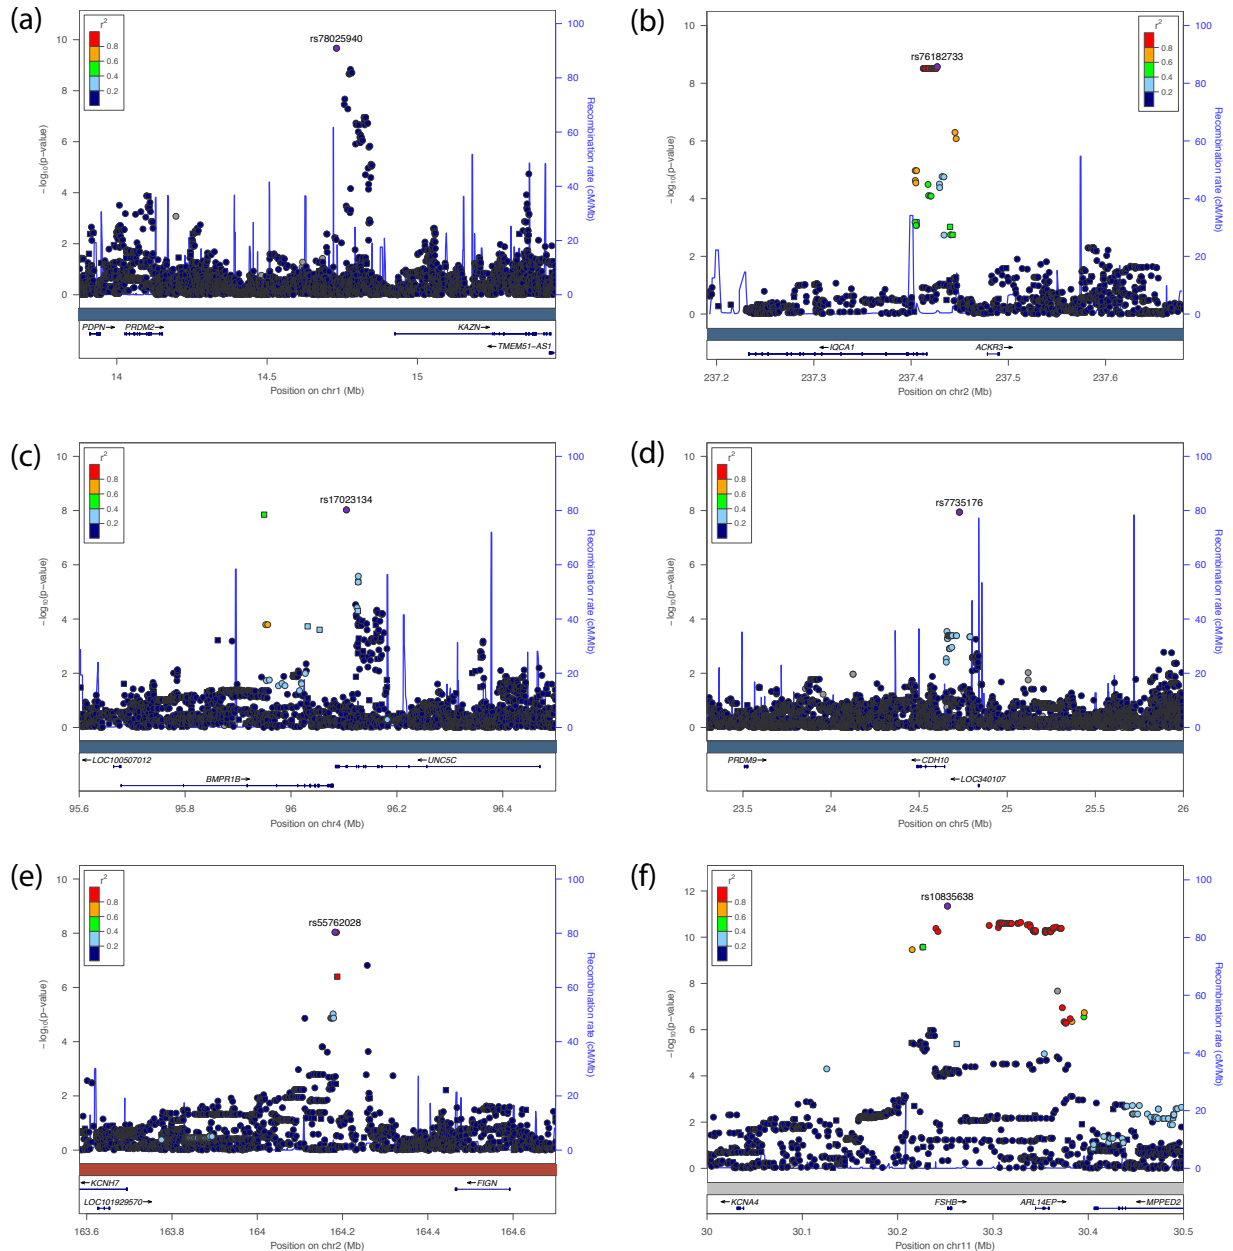 (a)
r²
0.8
0.6
0.4
0.2
rs78025940
10
8
6
4
2
0
−log₁₀(p−value)
100
80
60
40
20
0
Recombination rate (cM/Mb)
PDPN→
PRDM2→
KAZN→
←TMEM51−AS1
14
14.5
15
Position on chr1 (Mb)
(b)
r²
0.8
0.6
0.4
0.2
rs76182733
10
8
6
4
2
0
−log₁₀(p−value)
100
80
60
40
20
0
Recombination rate (cM/Mb)
←IQCA1
ACKR3→
237.2
237.3
237.4
237.5
237.6
Position on chr2 (Mb)
(c)
r²
0.8
0.6
0.4
0.2
rs17023134
10
8
6
4
2
0
−log₁₀(p−value)
100
80
60
40
20
0
Recombination rate (cM/Mb)
←LOC100507012
←UNC5C
BMPR1B→
95.6
95.8
96
96.2
96.4
Position on chr4 (Mb)
(d)
r²
0.8
0.6
0.4
0.2
rs7735176
10
8
6
4
2
0
−log₁₀(p−value)
100
80
60
40
20
0
Recombination rate (cM/Mb)
PRDM9→
←CDH10
←LOC340107
23.5
24
24.5
25
25.5
26
Position on chr5 (Mb)
(e)
r²
0.8
0.6
0.4
0.2
rs55762028
10
8
6
4
2
0
−log₁₀(p−value)
100
80
60
40
20
0
Recombination rate (cM/Mb)
←KCNH7
←FIGN
LOC101929570→
163.6
163.8
164
164.2
164.4
164.6
Position on chr2 (Mb)
(f)
r²
0.8
0.6
0.4
0.2
rs10835638
12
10
8
6
4
2
0
−log₁₀(p−value)
100
80
60
40
20
0
Recombination rate (cM/Mb)
←KCNA4
FSHB→
ARL14EP→
←MPPED2
30
30.1
30.2
30.3
30.4
30.5
Position on chr11 (Mb)